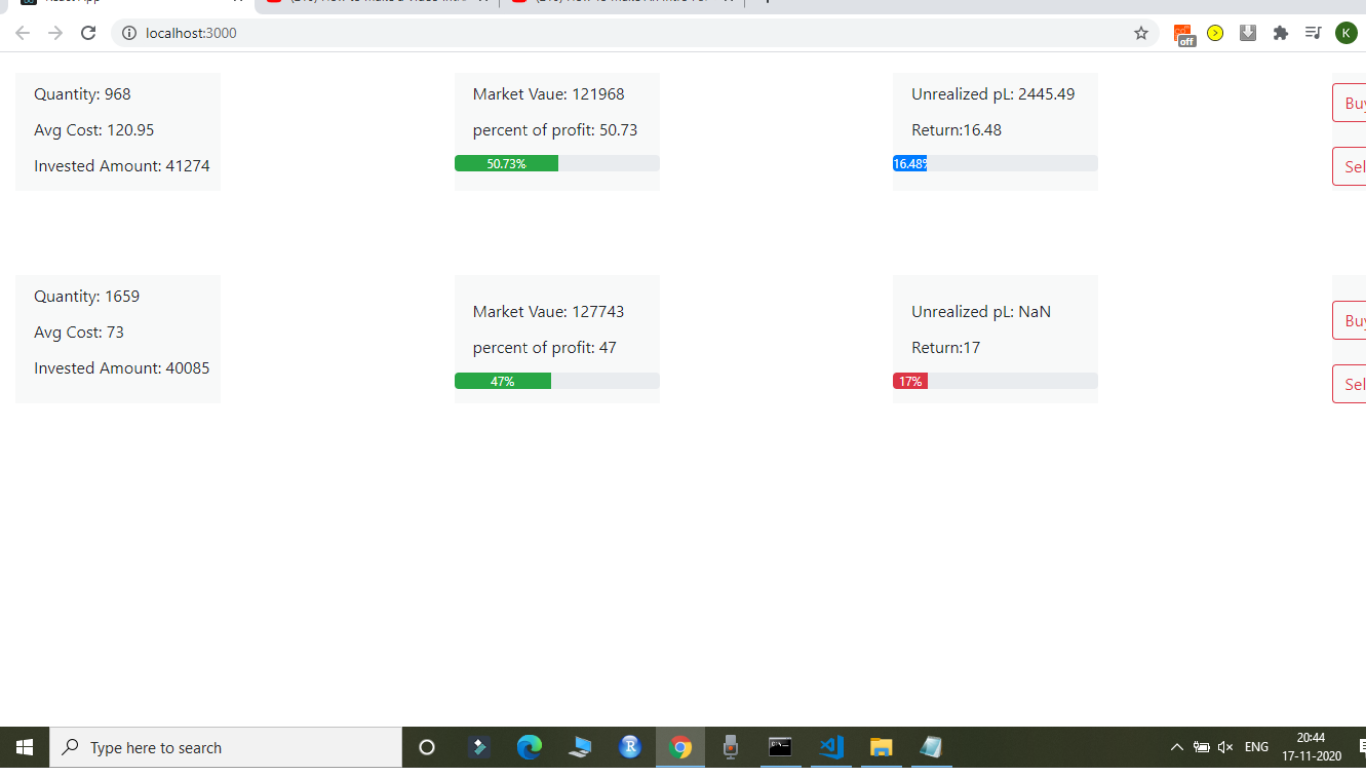 localhost:3000
off
K
Quantity: 968
Avg Cost: 120.95
Invested Amount: 41274
Market Vaue: 121968
percent of profit: 50.73
50.73%
Unrealized pL: 2445.49
Return:16.48
16.48%
Buy
Sel
Quantity: 1659
Avg Cost: 73
Invested Amount: 40085
Market Vaue: 127743
percent of profit: 47
47%
Unrealized pL: NaN
Return:17
17%
Buy
Sel
Type here to search
R
ENG
20:44
17-11-2020